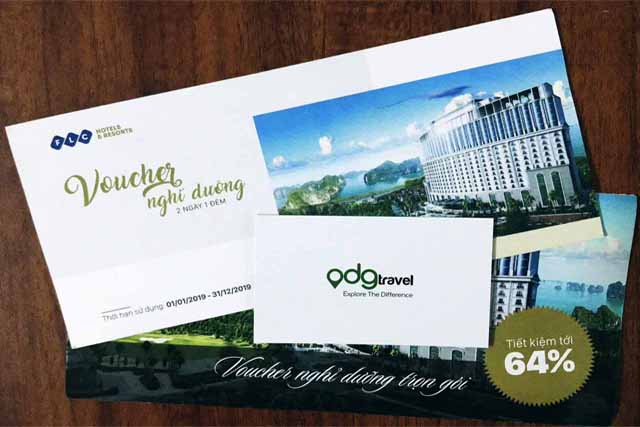 FLC
HOTELS
& RESORTS
Voucher
nghỉ dưỡng
2 NGÀY 1 ĐÊM
Thời hạn sử dụng 01/01/2019 - 31/12/2019
odgtravel
Explore The Difference
Tiết kiệm tới
64%
Voucher nghỉ dưỡng trọn gói